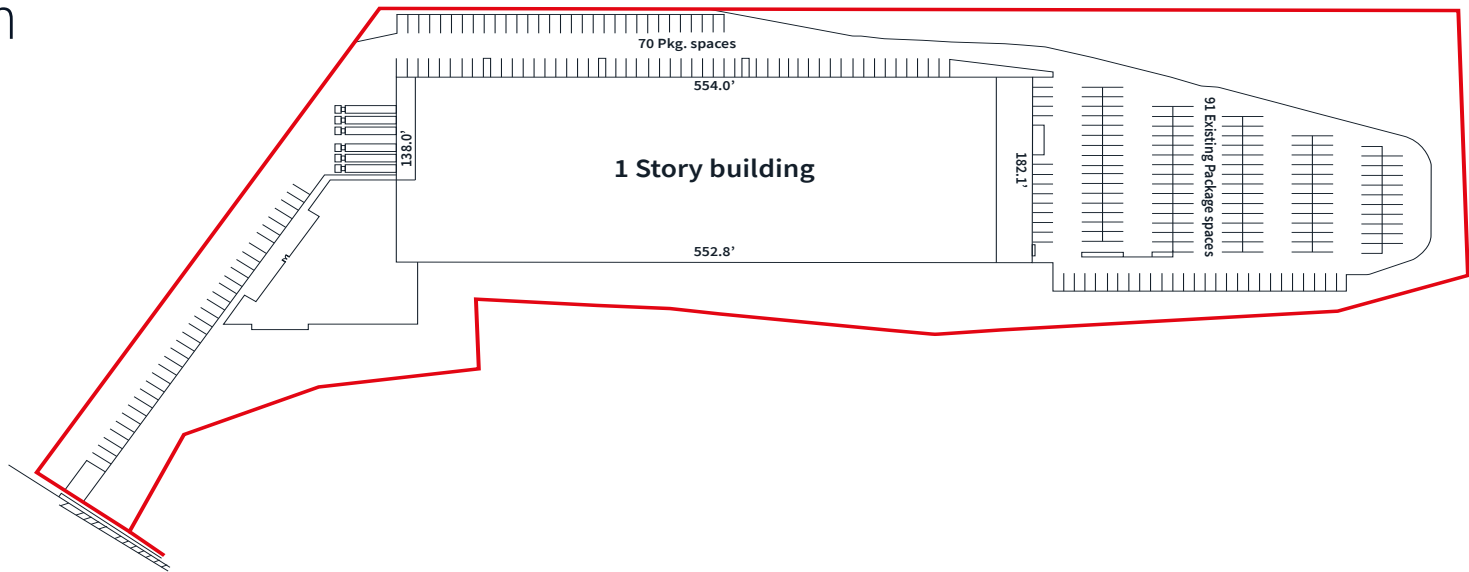 n
70 Pkg. spaces
554.0’
138.0’
1 Story building
182.1’
91 Existing Package spaces
552.8’